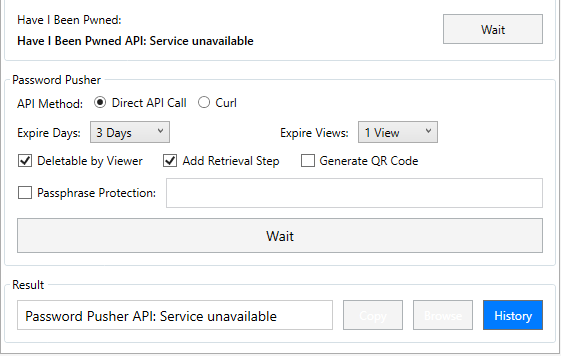 Have I Been Pwned:
Have I Been Pwned API: Service unavailable
Wait
Password Pusher
API Method: Direct API Call Curl
Expire Days: 3 Days Expire Views: 1 View
Deletable by Viewer Add Retrieval Step Generate QR Code
Passphrase Protection:
Wait
Result
Password Pusher API: Service unavailable Copy Browse History